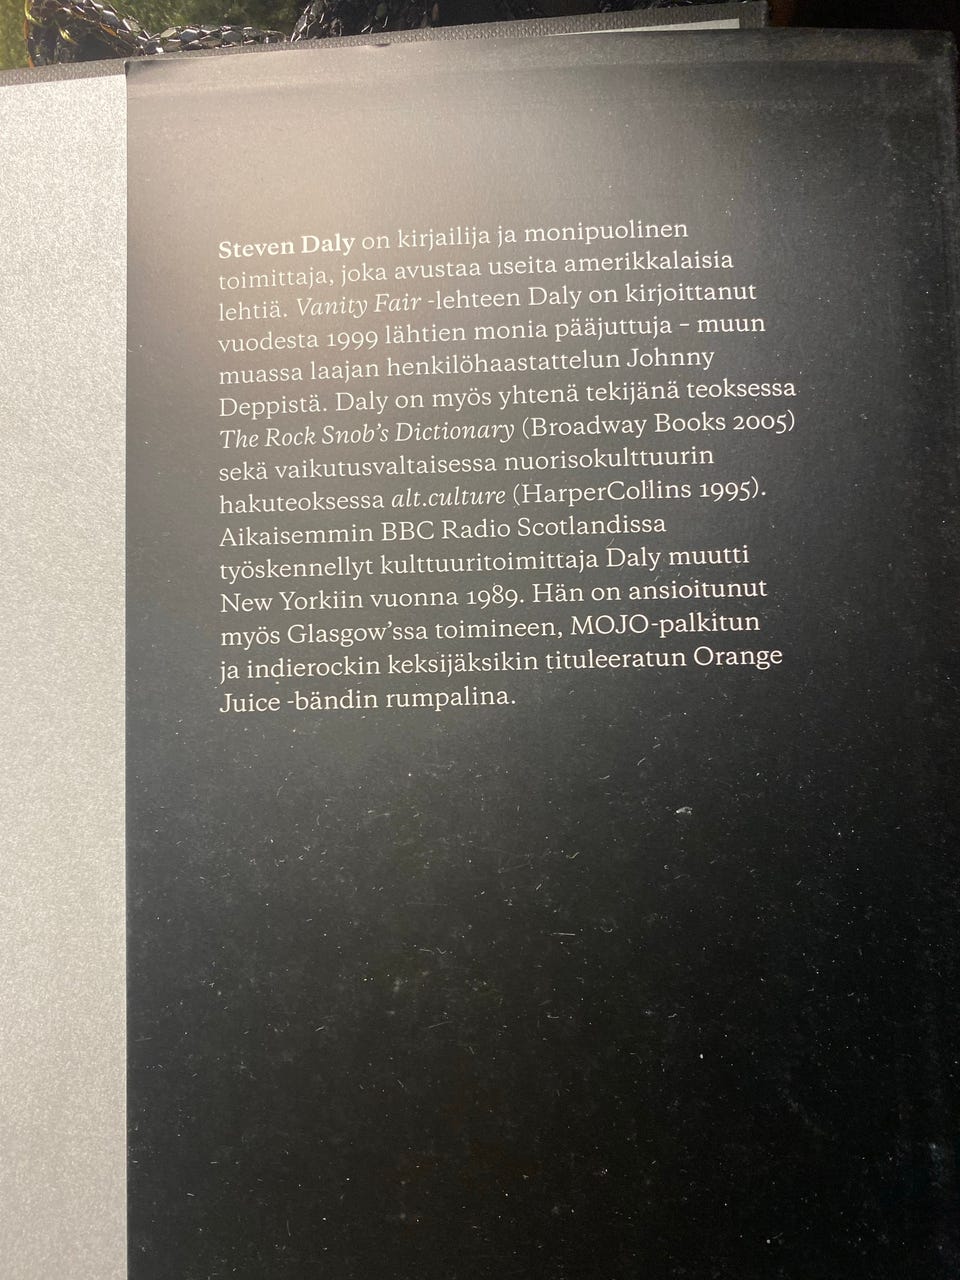 Steven Daly on kirjailija ja monipuolinen
toimittaja, joka avustaa useita amerikkalaisia
lehtiä. Vanity Fair -lehteen Daly on kirjoittanut
vuodesta 1999 lähtien monia pääjuttuja – muun
muassa laajan henkilöhaastattelun Johnny
Deppistä. Daly on myös yhtenä tekijänä teoksessa
The Rock Snob's Dictionary (Broadway Books 2005)
sekä vaikutusvaltaisessa nuorisokulttuurin
hakuteoksessa alt.culture (HarperCollins 1995).
Aikaisemmin BBC Radio Scotlandissa
työskennellyt kulttuuritoimittaja Daly muutti
New Yorkiin vuonna 1989. Hän on ansioitunut
myös Glasgow'ssa toimineen, MOJO-palkitun
ja indierockin keksijäksikin tituleeratun Orange
Juice -bändin rumpalina.